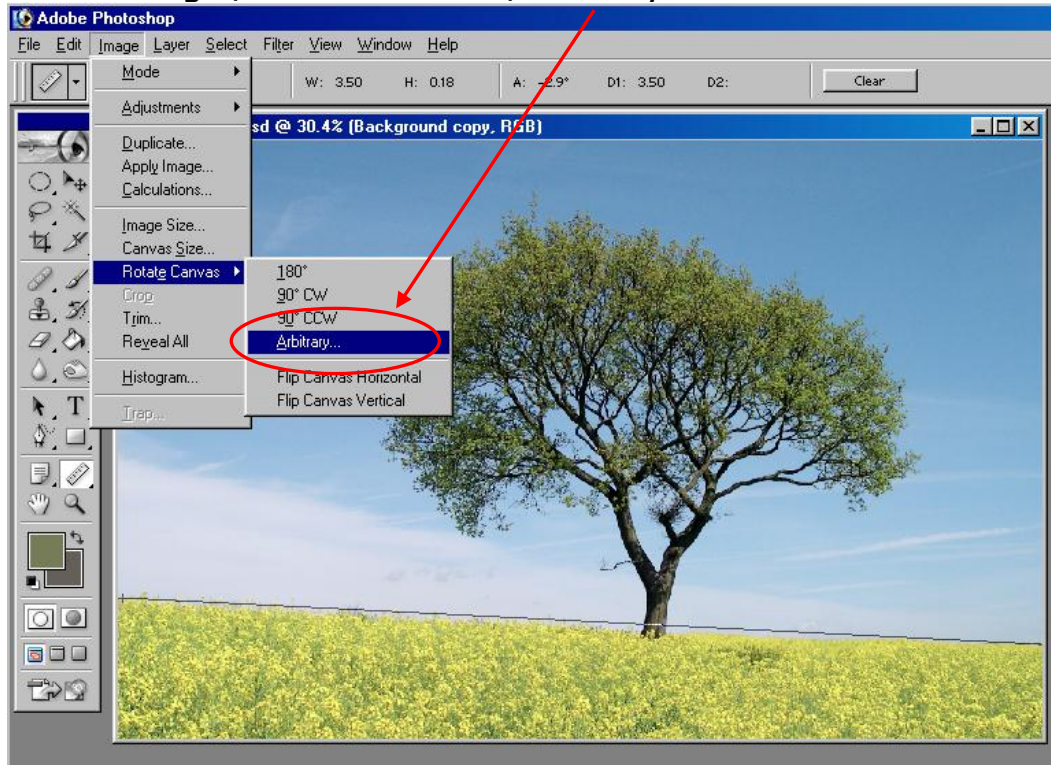 Adobe Photoshop
File Edit Image Layer Select Filter View Window Help
W: 3.50 H: 0.18 A: -2.9° D1: 3.50 D2: Clear
sd @ 30.4% (Background copy, RGB)
Mode
Adjustments
Duplicate...
Apply Image...
Calculations...
Image Size...
Canvas Size...
Rotate Canvas
Crop
Trim...
Reveal All
Histogram...
Trap...
180°
90° CW
90° CCW
Arbitrary...
Flip Canvas Horizontal
Flip Canvas Vertical
T